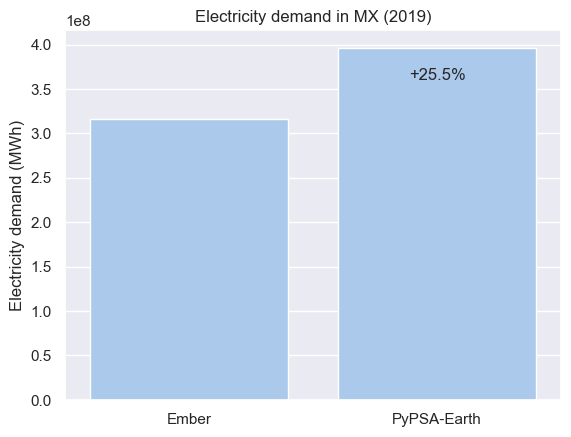 Electricity demand in MX (2019)
1e8
Electricity demand (MWh)
4.0
3.5
3.0
2.5
2.0
1.5
1.0
0.5
0.0
+25.5%
Ember
PyPSA-Earth